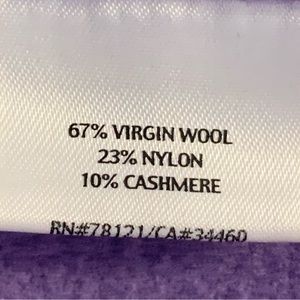 67% VIRGIN WOOL
23% NYLON
10% CASHMERE
RN#78121/CA#34460